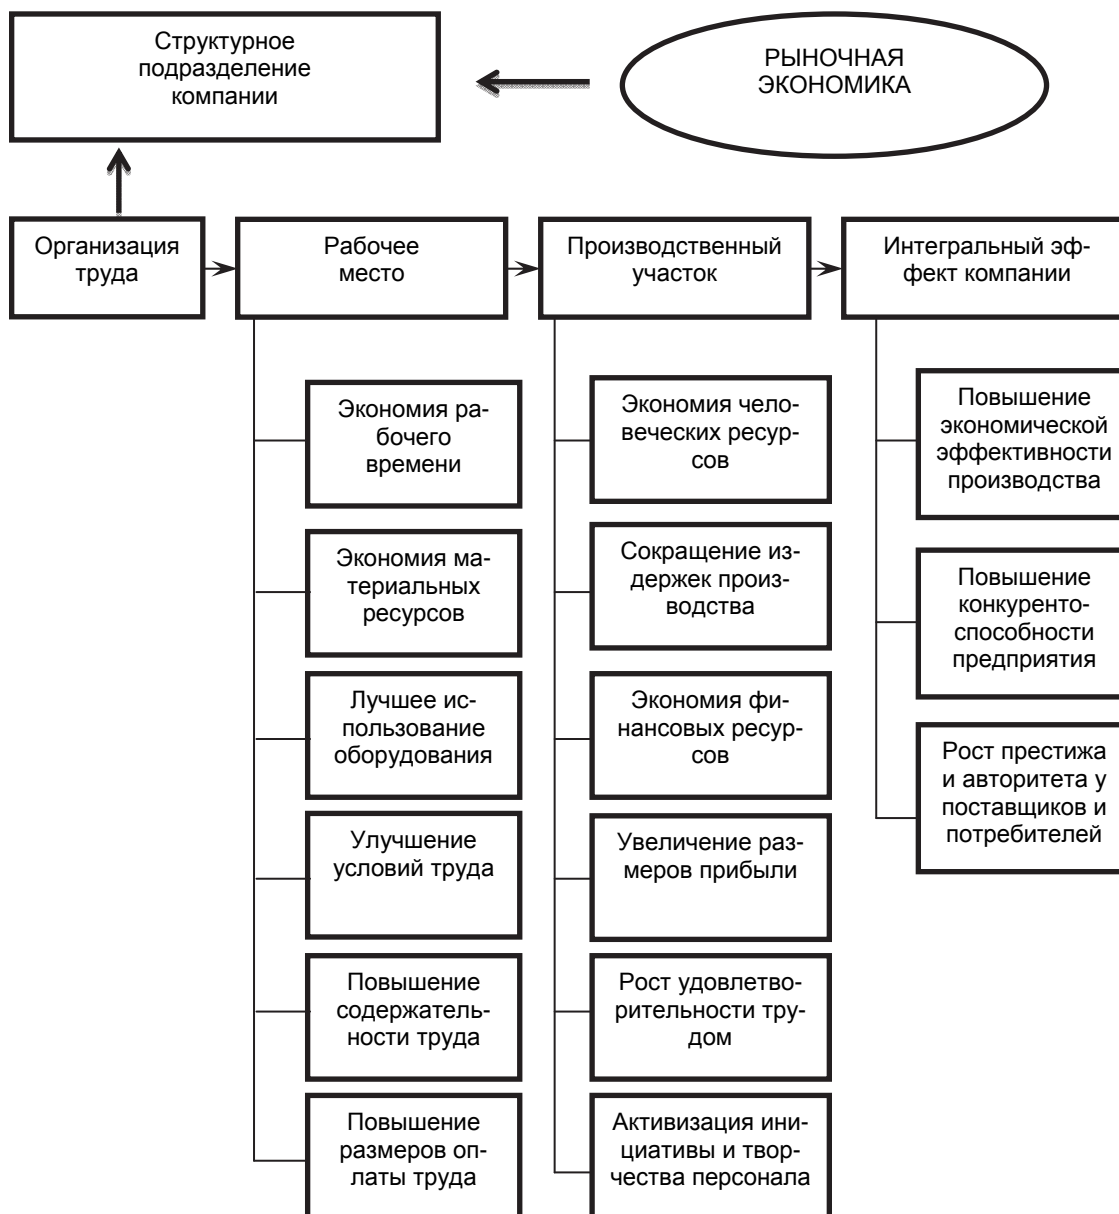 Структурное
подразделение
компании
РЫНОЧНАЯ
ЭКОНОМИКА
Организация
труда
Рабочее
место
Производственный
участок
Интегральный эф-
фект компании
Экономия ра-
бочего
времени
Экономия ма-
териальных
ресурсов
Лучшее ис-
пользование
оборудования
Улучшение
условий труда
Повышение
содержатель-
ности труда
Повышение
размеров оп-
латы труда
Экономия чело-
веческих ресур-
сов
Сокращение из-
держек произ-
водства
Экономия фи-
нансовых ресур-
сов
Увеличение раз-
меров прибыли
Рост удовлетво-
рительности тру-
дом
Активизация ини-
циативы и твор-
чества персонала
Повышение
экономической
эффективности
производства
Повышение
конкуренто-
способности
предприятия
Рост престижа
и авторитета у
поставщиков и
потребителей